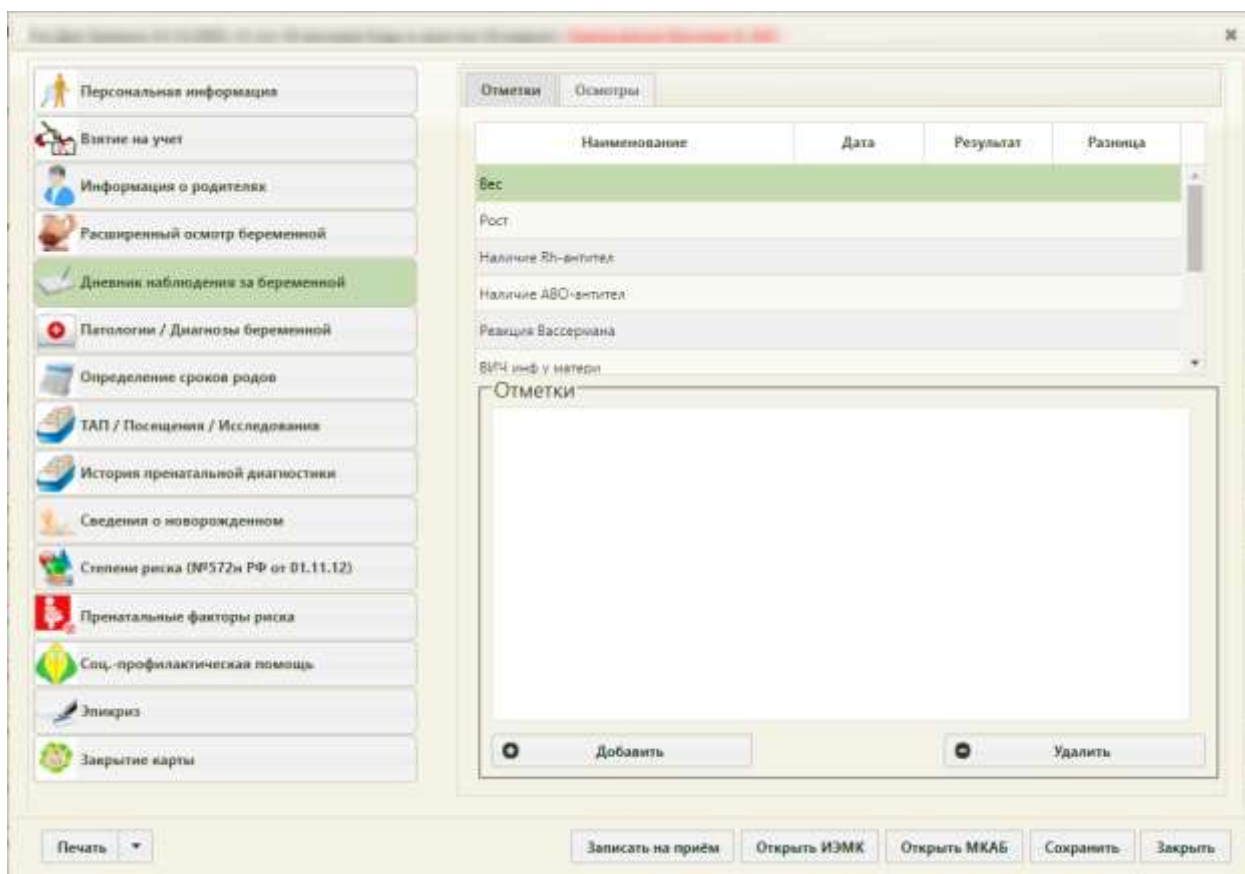 Персональная информация
Взятие на учет
Информация о родителях
Расширенный осмотр беременной
Дневник наблюдения за беременной
Патологии / Диагнозы беременной
Определение сроков родов
ТАП / Посещения / Исследования
История пренатальной диагностики
Сведения о новорожденном
Степени риска (№572н РФ от 01.11.12)
Пренатальные факторы риска
Соц.-профилактическая помощь
Эпикриз
Закрытие карты
Отметки Осмотры
Наименование Дата Результат Разница
Вес
Рост
Наличие Rh-антител
Наличие АВО-антител
Реакция Вассермана
ВИЧ инф у матери
Отметки
Добавить Удалить
Печать Записать на приём Открыть ИЭМК Открыть МКАБ Сохранить Закрыть